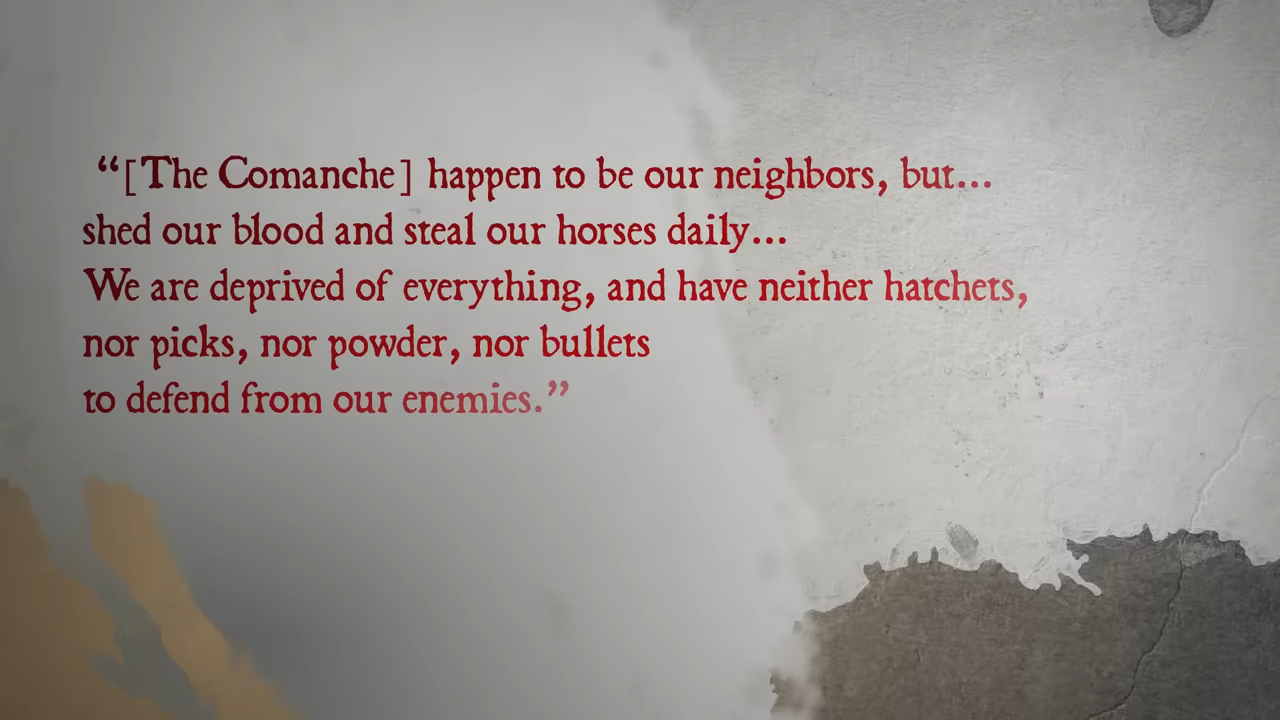 “[The Comanche] happen to be our neighbors, but...
shed our blood and steal our horses daily...
We are deprived of everything, and have neither hatchets,
nor picks, nor powder, nor bullets
to defend from our enemies.”